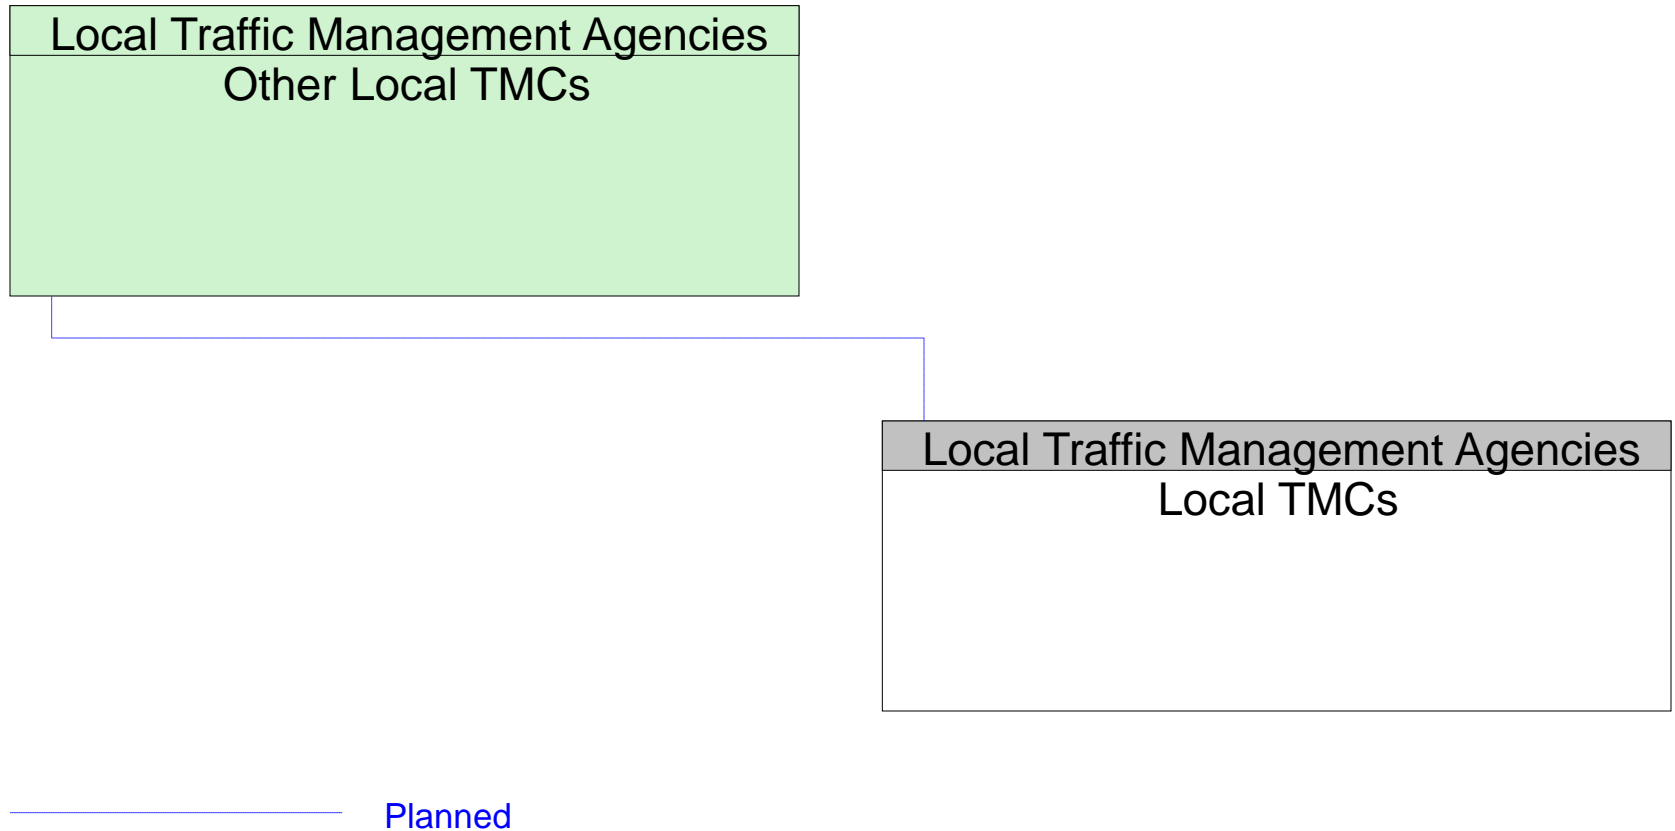 Local Traffic Management Agencies
Other Local TMCs
Local Traffic Management Agencies
Local TMCs
Planned